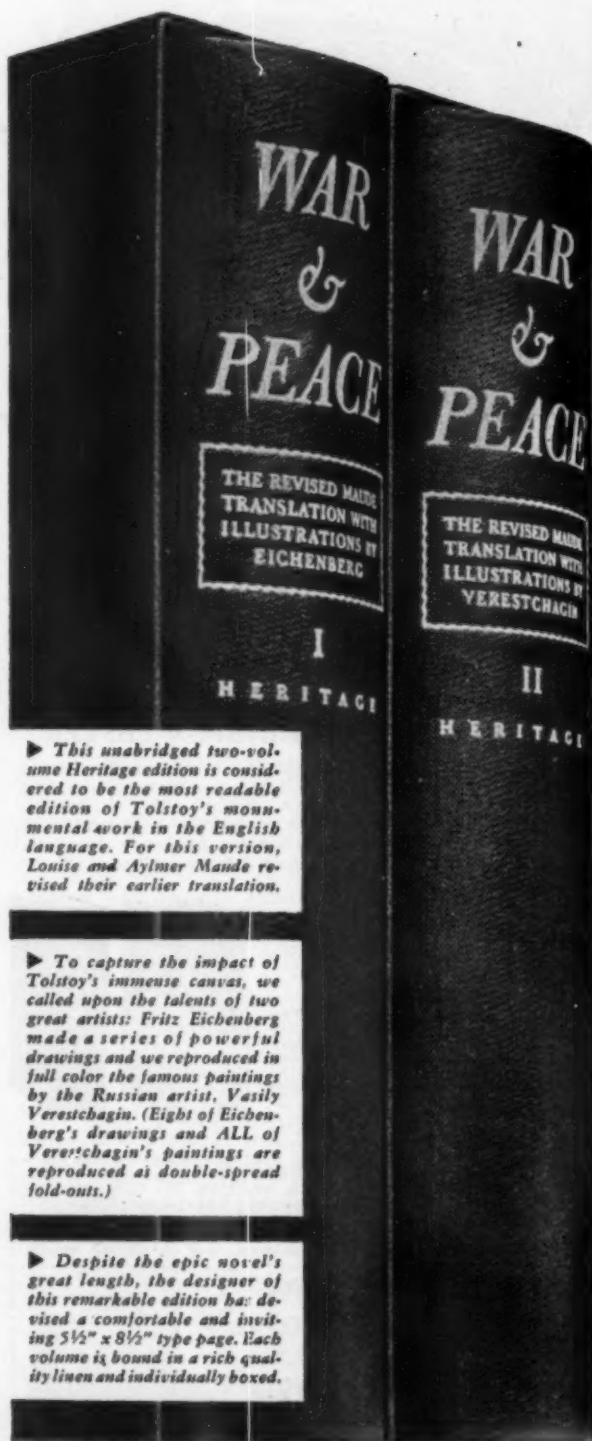 WAR
&
PEACE
THE REVISED MAUDE
TRANSLATION WITH
ILLUSTRATIONS BY
EICHENBERG
I
HERITAGE
WAR
&
PEACE
THE REVISED MAUDE
TRANSLATION WITH
ILLUSTRATIONS BY
VERESTCHAGIN
II
HERITAGE
▶ This unabridged two-vol-
ume Heritage edition is consid-
ered to be the most readable
edition of Tolstoy's monu-
mental work in the English
language. For this version,
Louise and Aylmer Maude re-
vised their earlier translation.
▶ To capture the impact of
Tolstoy's immense canvas, we
called upon the talents of two
great artists: Fritz Eichenberg
made a series of powerful
drawings and we reproduced in
full color the famous paintings
by the Russian artist, Vasily
Verestchagin. (Eight of Eichen-
berg's drawings and ALL of
Verestchagin's paintings are
reproduced as double-spread
fold-outs.)
▶ Despite the epic novel's
great length, the designer of
this remarkable edition has de-
vised a comfortable and invit-
ing 5½" x 8½" type page. Each
volume is bound in a rich qual-
ity linen and individually boxed.